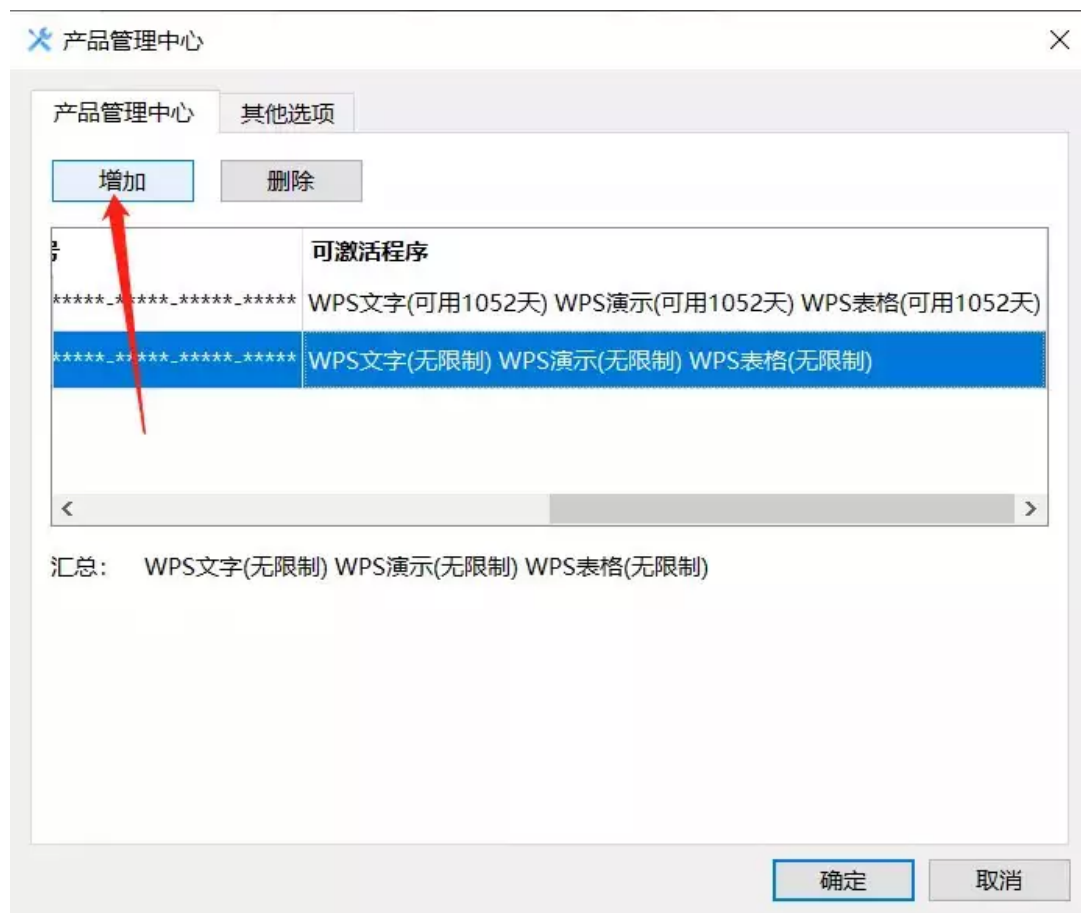 产品管理中心
产品管理中心 其他选项
增加 删除
号 可激活程序
*****-*****-*****-***** WPS文字(可用1052天) WPS演示(可用1052天) WPS表格(可用1052天)
*****-*****-*****-***** WPS文字(无限制) WPS演示(无限制) WPS表格(无限制)
汇总: WPS文字(无限制) WPS演示(无限制) WPS表格(无限制)
确定 取消